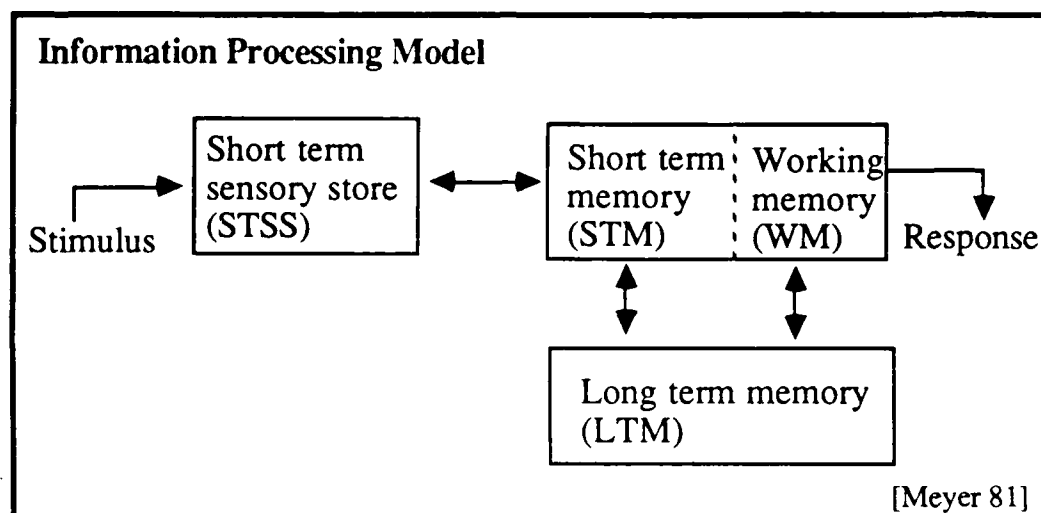 Information Processing Model
Short term
sensory store
(STSS)
Short term
memory
(STM)
Working
memory
(WM)
Stimulus
Response
Long term memory
(LTM)
[Meyer 81]